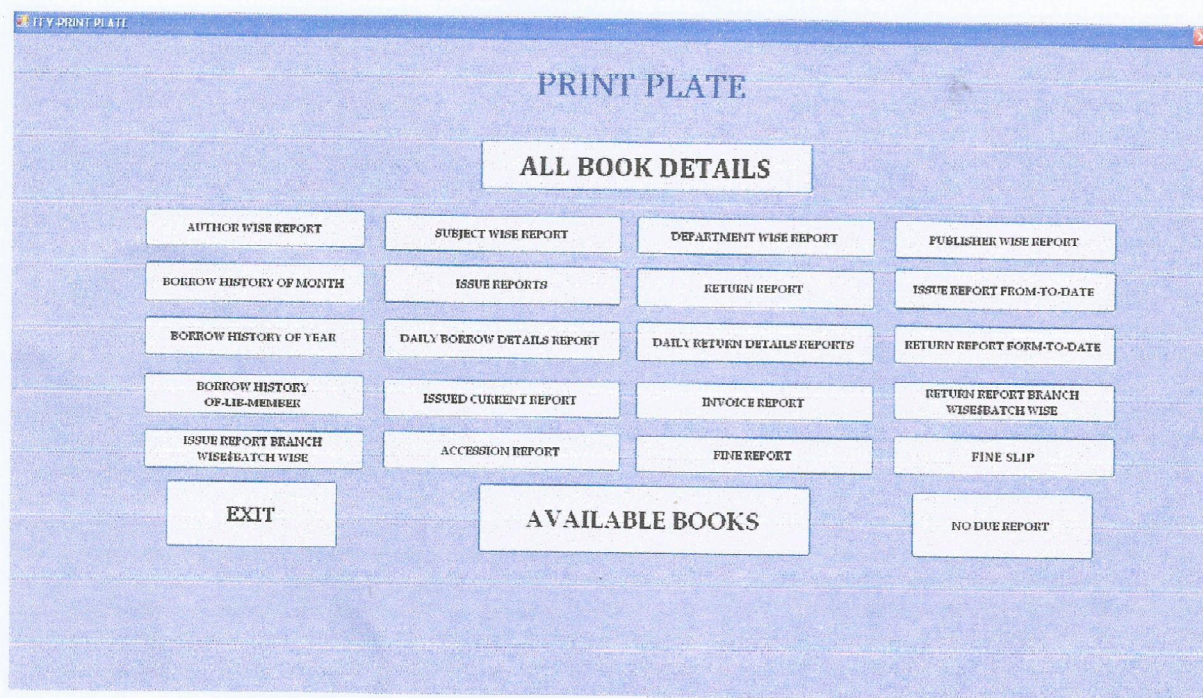 PRINT PLATE
ALL BOOK DETAILS
AUTHOR WISE REPORT
SUBJECT WISE REPORT
DEPARTMENT WISE REPORT
PUBLISHER WISE REPORT
BORROW HISTORY OF MONTH
ISSUE REPORTS
RETURN REPORT
ISSUE REPORT FROM-TO-DATE
BORROW HISTORY OF YEAR
DAILY BORROW DETAILS REPORT
DAILY RETURN DETAILS REPORTS
RETURN REPORT FORM-TO-DATE
BORROW HISTORY
OF-LIB-MEMBER
ISSUED CURRENT REPORT
INVOICE REPORT
RETURN REPORT BRANCH
WISE$BATCH WISE
ISSUE REPORT BRANCH
WISE$BATCH WISE
ACCESSION REPORT
FINE REPORT
FINE SLIP
EXIT
AVAILABLE BOOKS
NO DUE REPORT